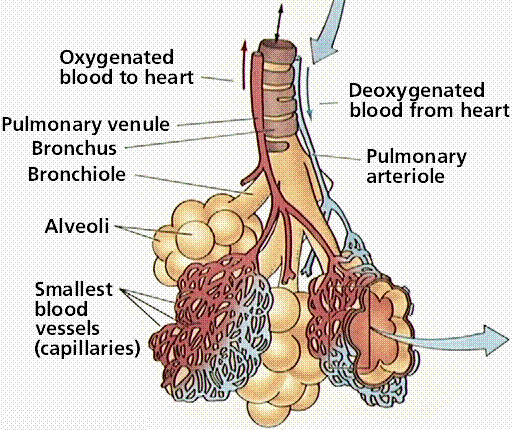 Oxygenated
blood to heart
Deoxygenated
blood from heart
Pulmonary venule
Bronchus
Bronchiole
Pulmonary
arteriole
Alveoli
Smallest
blood
vessels
(capillaries)